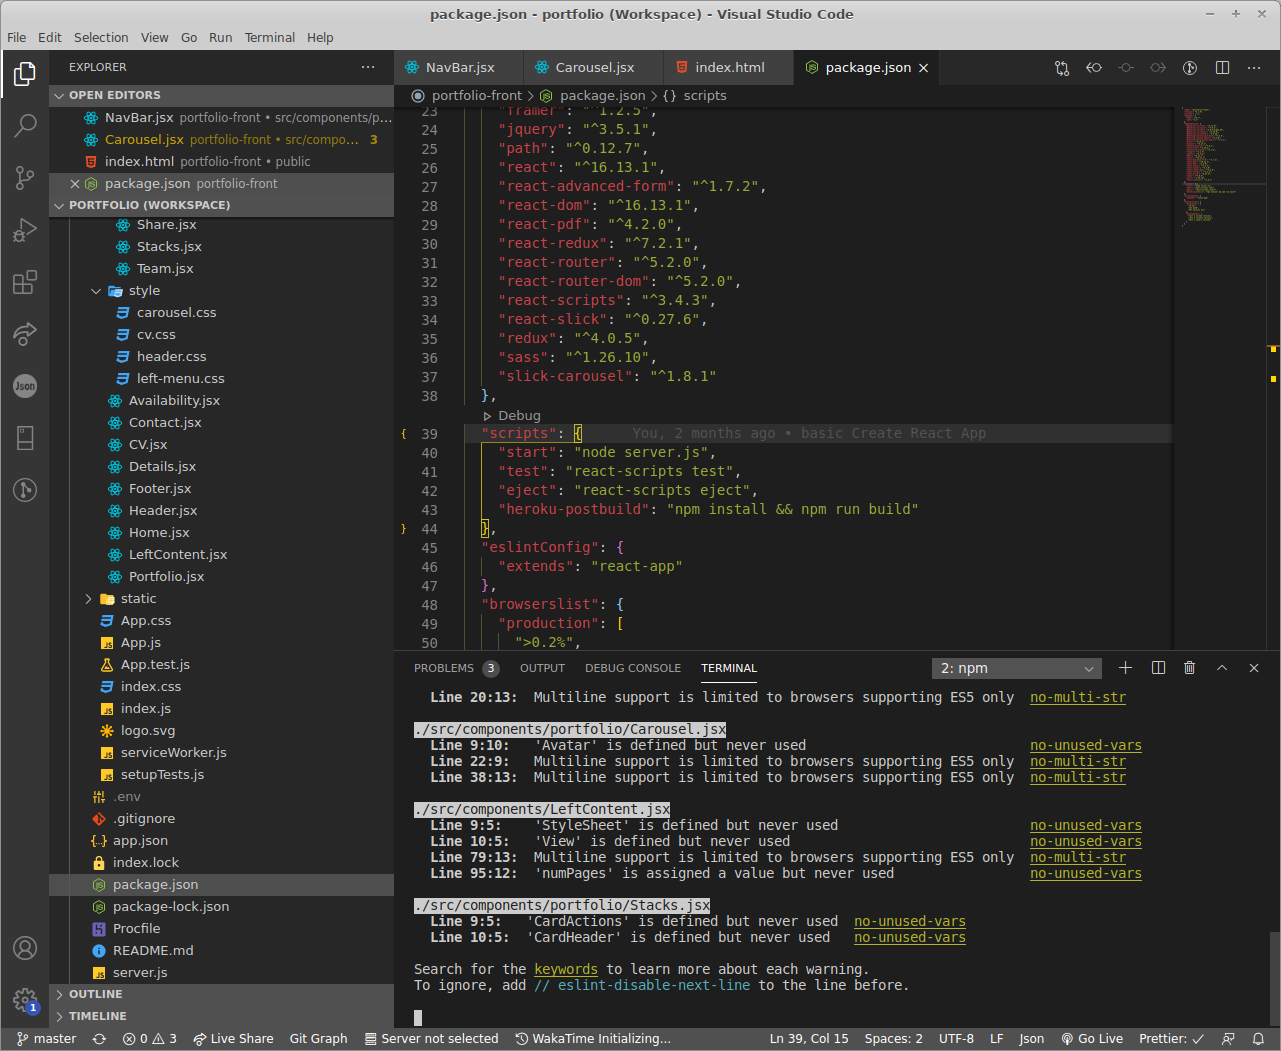 package.json - portfolio (Workspace) - Visual Studio Code
File Edit Selection View Go Run Terminal Help
EXPLORER
OPEN EDITORS
NavBar.jsx portfolio-front • src/components/p...
Carousel.jsx portfolio-front • src/compo... 3
index.html portfolio-front • public
package.json portfolio-front
PORTFOLIO (WORKSPACE)
Share.jsx
Stacks.jsx
Team.jsx
style
carousel.css
cv.css
header.css
left-menu.css
Availability.jsx
Contact.jsx
CV.jsx
Details.jsx
Footer.jsx
Header.jsx
Home.jsx
LeftContent.jsx
Portfolio.jsx
static
App.css
App.js
App.test.js
index.css
index.js
logo.svg
serviceWorker.js
setupTests.js
.env
.gitignore
app.json
index.lock
package.json
package-lock.json
Procfile
README.md
server.js
OUTLINE
TIMELINE
Json
1
NavBar.jsx Carousel.jsx index.html package.json
portfolio-front > package.json > { } scripts
23 "framer": "^1.2.5",
24 "jquery": "^3.5.1",
25 "path": "^0.12.7",
26 "react": "^16.13.1",
27 "react-advanced-form": "^1.7.2",
28 "react-dom": "^16.13.1",
29 "react-pdf": "^4.2.0",
30 "react-redux": "^7.2.1",
31 "react-router": "^5.2.0",
32 "react-router-dom": "^5.2.0",
33 "react-scripts": "^3.4.3",
34 "react-slick": "^0.27.6",
35 "redux": "^4.0.5",
36 "sass": "^1.26.10",
37 "slick-carousel": "^1.8.1"
38 },
Debug
{ 39 "scripts": { You, 2 months ago • basic Create React App
40 "start": "node server.js",
41 "test": "react-scripts test",
42 "eject": "react-scripts eject",
43 "heroku-postbuild": "npm install && npm run build"
} 44 },
45 "eslintConfig": {
46 "extends": "react-app"
47 },
48 "browserslist": {
49 "production": [
50 ">0.2%",
PROBLEMS 3 OUTPUT DEBUG CONSOLE TERMINAL 2: npm
Line 20:13: Multiline support is limited to browsers supporting ES5 only no-multi-str
./src/components/portfolio/Carousel.jsx
Line 9:10: 'Avatar' is defined but never used no-unused-vars
Line 22:9: Multiline support is limited to browsers supporting ES5 only no-multi-str
Line 38:13: Multiline support is limited to browsers supporting ES5 only no-multi-str
./src/components/LeftContent.jsx
Line 9:5: 'StyleSheet' is defined but never used no-unused-vars
Line 10:5: 'View' is defined but never used no-unused-vars
Line 79:13: Multiline support is limited to browsers supporting ES5 only no-multi-str
Line 95:12: 'numPages' is assigned a value but never used no-unused-vars
./src/components/portfolio/Stacks.jsx
Line 9:5: 'CardActions' is defined but never used no-unused-vars
Line 10:5: 'CardHeader' is defined but never used no-unused-vars
Search for the keywords to learn more about each warning.
To ignore, add // eslint-disable-next-line to the line before.
master 0 3 Live Share Git Graph Server not selected WakaTime Initializing... Ln 39, Col 15 Spaces: 2 UTF-8 LF Json Go Live Prettier: ✓